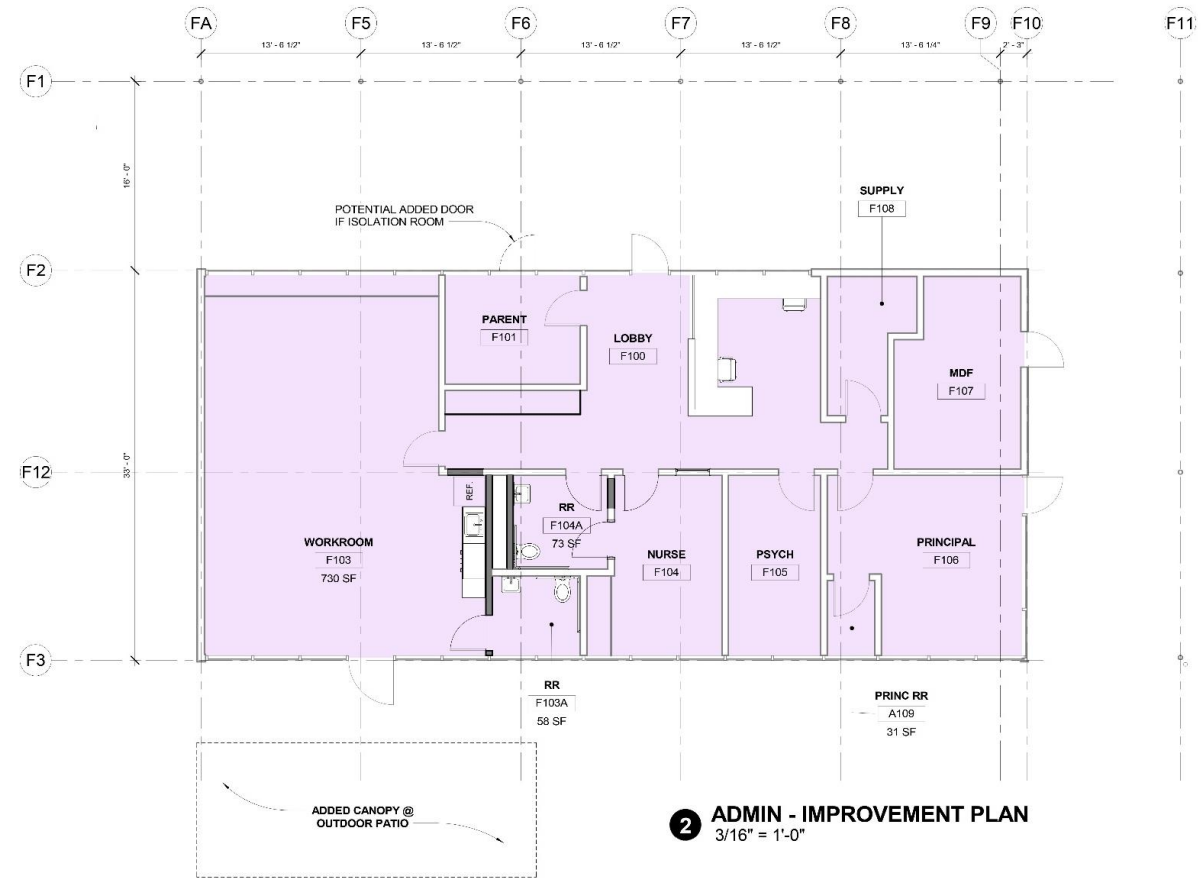 FA F5 F6 F7 F8 F9 F10 F11
13' - 6 1/2" 13' - 6 1/2" 13' - 6 1/2" 13' - 6 1/2" 13' - 6 1/4" 2' - 3"
F1
16' - 0"
SUPPLY
F108
POTENTIAL ADDED DOOR
IF ISOLATION ROOM
F2
PARENT
F101
LOBBY
F100
MDF
F107
33' - 0"
F12
REF.
RR
F104A
73 SF
WORKROOM
F103
730 SF
NURSE
F104
PSYCH
F105
PRINCIPAL
F106
F3
RR
F103A
58 SF
PRINC RR
A109
31 SF
ADDED CANOPY @
OUTDOOR PATIO
2 ADMIN - IMPROVEMENT PLAN
3/16" = 1'-0"